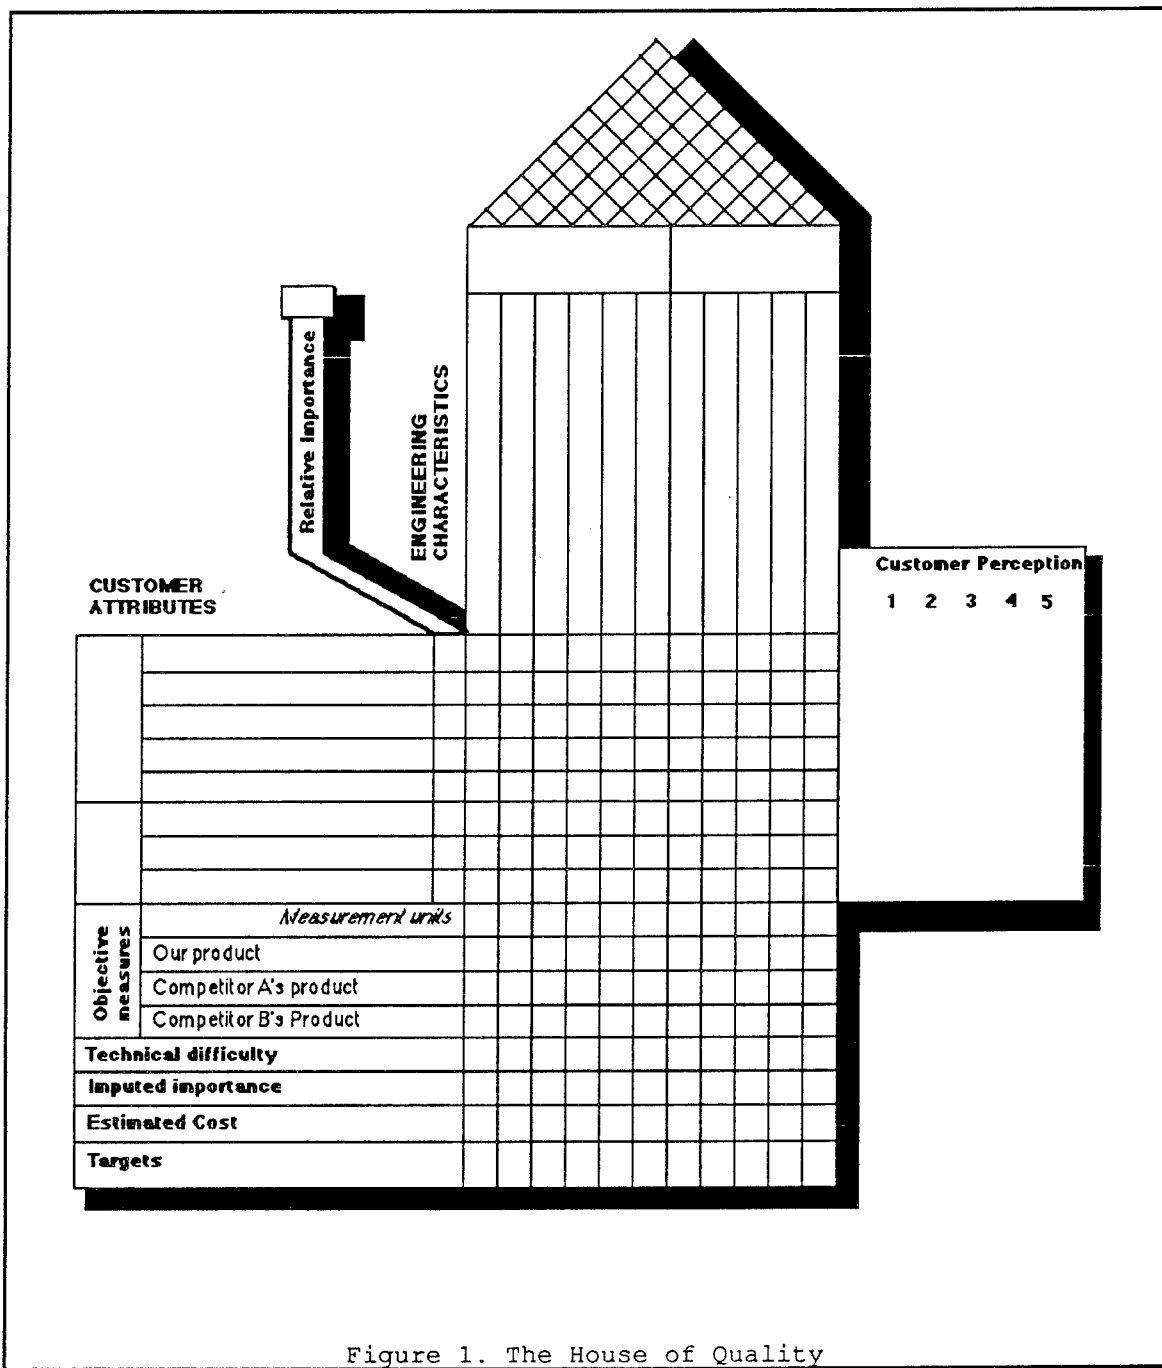 Relative Importance
ENGINEERING
CHARACTERISTICS
Customer Perception
1 2 3 4 5
CUSTOMER
ATTRIBUTES
Objective
measures
Measurement units
Our product
Competitor A's product
Competitor B's Product
Technical difficulty
Imputed importance
Estimated Cost
Targets
Figure 1. The House of Quality